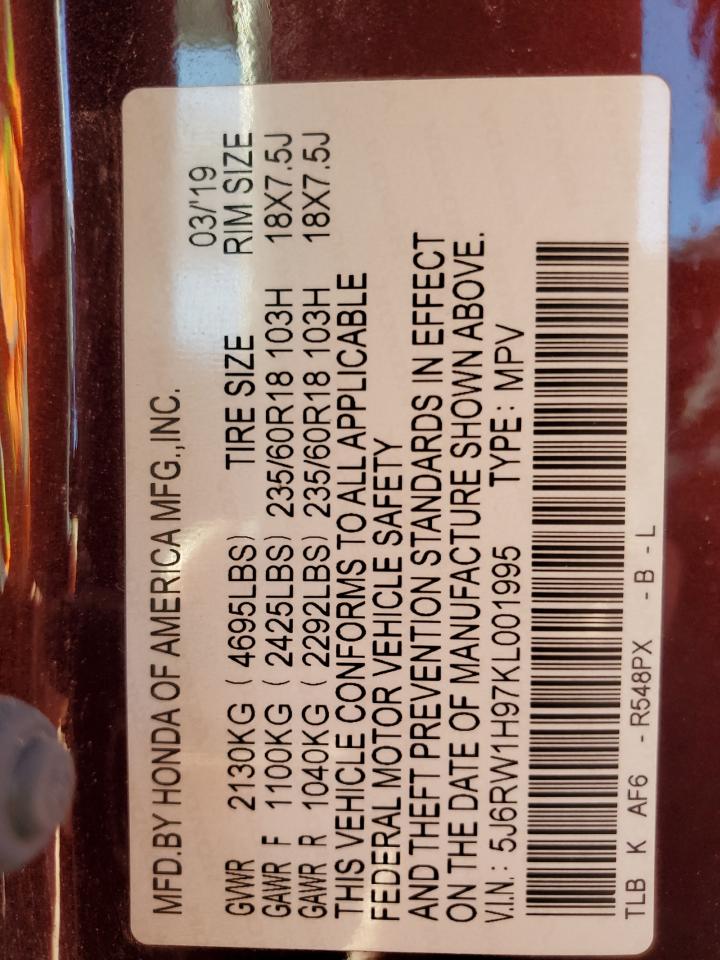 MFD.BY HONDA OF AMERICA MFG.,INC.
03/'19
TIRE SIZE RIM SIZE
GVWR 2130KG ( 4695LBS)
GAWR F 1100KG ( 2425LBS) 235/60R18 103H 18X7.5J
GAWR R 1040KG ( 2292LBS) 235/60R18 103H 18X7.5J
THIS VEHICLE CONFORMS TO ALL APPLICABLE
FEDERAL MOTOR VEHICLE SAFETY
AND THEFT PREVENTION STANDARDS IN EFFECT
ON THE DATE OF MANUFACTURE SHOWN ABOVE.
V.I.N.: 5J6RW1H97KL001995 TYPE: MPV
TLB K AF6 - R548PX - B - L